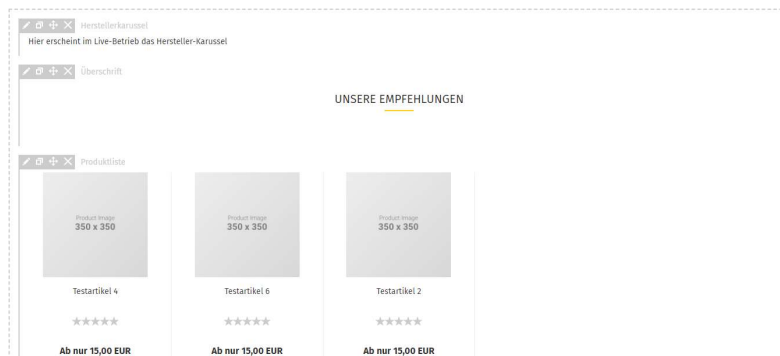 Herstellerkarussel
Hier erscheint im Live-Betrieb das Hersteller-Karussel
Überschrift
UNSERE EMPFEHLUNGEN
Produktliste
Product Image
350 x 350
Product Image
350 x 350
Product Image
350 x 350
Testartikel 4
Testartikel 6
Testartikel 2
Ab nur 15,00 EUR
Ab nur 15,00 EUR
Ab nur 15,00 EUR